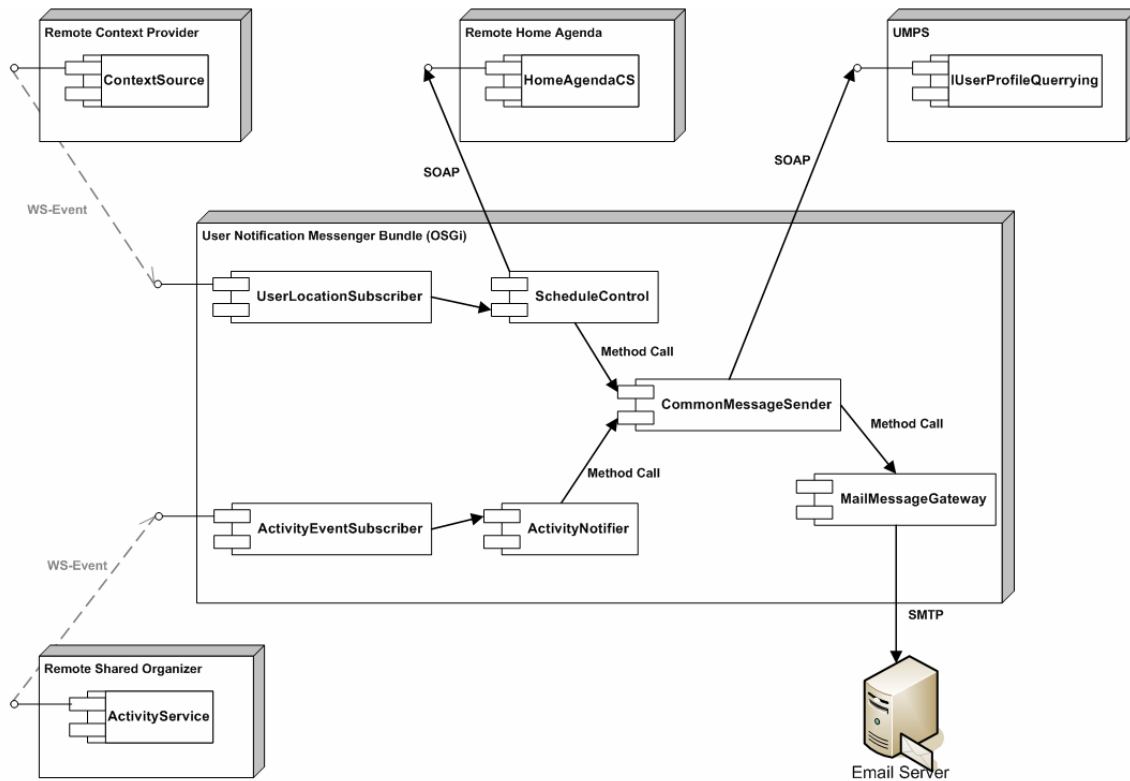 Remote Context Provider
ContextSource
Remote Home Agenda
HomeAgendaCS
UMPS
IUserProfileQuerrying
SOAP
SOAP
WS-Event
User Notification Messenger Bundle (OSGi)
UserLocationSubscriber
ScheduleControl
Method Call
CommonMessageSender
Method Call
Method Call
MailMessageGateway
ActivityEventSubscriber
ActivityNotifier
WS-Event
SMTP
Remote Shared Organizer
ActivityService
Email Server